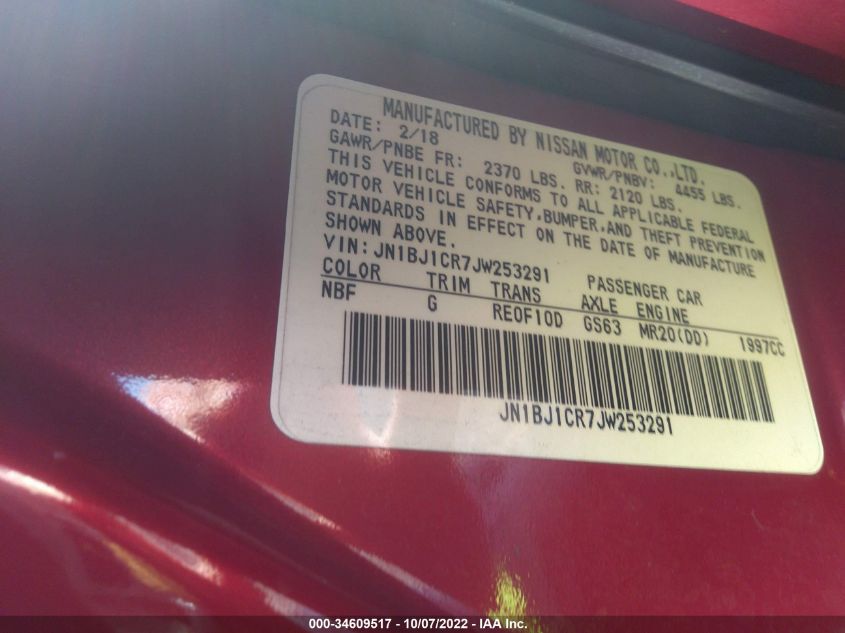 MANUFACTURED BY NISSAN MOTOR CO.,LTD.
DATE: 2/18 GVWR/PNBV: 4455 LBS.
GAWR/PNBE FR: 2370 LBS. RR: 2120 LBS.
THIS VEHICLE CONFORMS TO ALL APPLICABLE FEDERAL
MOTOR VEHICLE SAFETY,BUMPER,AND THEFT PREVENTION
STANDARDS IN EFFECT ON THE DATE OF MANUFACTURE
SHOWN ABOVE.
VIN:JN1BJ1CR7JW253291 PASSENGER CAR
COLOR TRIM TRANS AXLE ENGINE
NBF G RE0F10D GS63 MR20(DD) 1997CC
JN1BJ1CR7JW253291
000-34609517 - 10/07/2022 - IAA Inc.